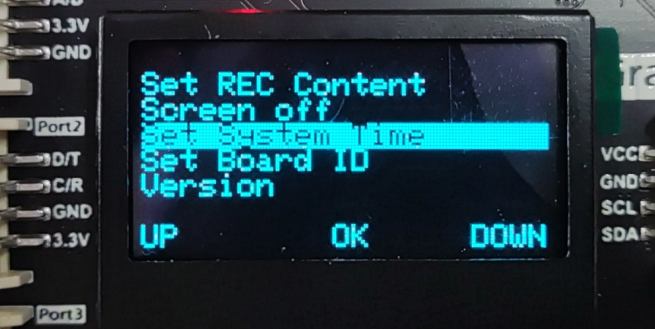 3.3V
GND
Port2
D/T
C/R
GND
3.3V
Port3
Set REC Content
Screen off
Set System Time
Set Board ID
Version
UP OK DOWN
VCC
GND
SCL
SDA